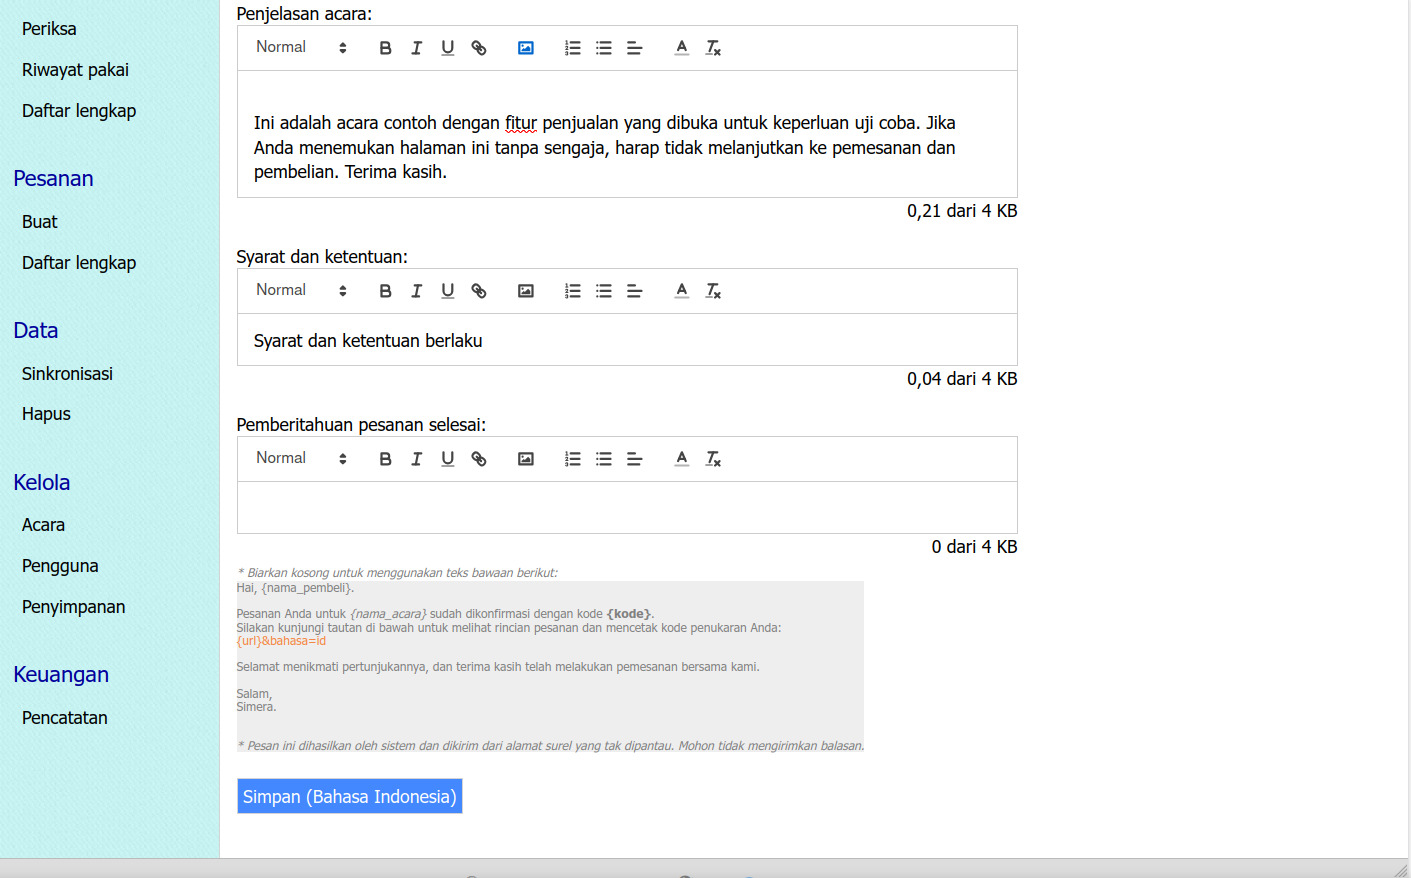 Periksa
Riwayat pakai
Daftar lengkap
Pesanan
Buat
Daftar lengkap
Data
Sinkronisasi
Hapus
Kelola
Acara
Pengguna
Penyimpanan
Keuangan
Pencatatan
Penjelasan acara:
Normal
Ini adalah acara contoh dengan fitur penjualan yang dibuka untuk keperluan uji coba. Jika
Anda menemukan halaman ini tanpa sengaja, harap tidak melanjutkan ke pemesanan dan
pembelian. Terima kasih.
0,21 dari 4 KB
Syarat dan ketentuan:
Normal
Syarat dan ketentuan berlaku
0,04 dari 4 KB
Pemberitahuan pesanan selesai:
Normal
0 dari 4 KB
* Biarkan kosong untuk menggunakan teks bawaan berikut:
Hai, {nama_pembeli}.
Pesanan Anda untuk {nama_acara} sudah dikonfirmasi dengan kode {kode}.
Silakan kunjungi tautan di bawah untuk melihat rincian pesanan dan mencetak kode penukaran Anda:
{url}&bahasa=id
Selamat menikmati pertunjukannya, dan terima kasih telah melakukan pemesanan bersama kami.
Salam,
Simera.
* Pesan ini dihasilkan oleh sistem dan dikirim dari alamat surel yang tak dipantau. Mohon tidak mengirimkan balasan.
Simpan (Bahasa Indonesia)